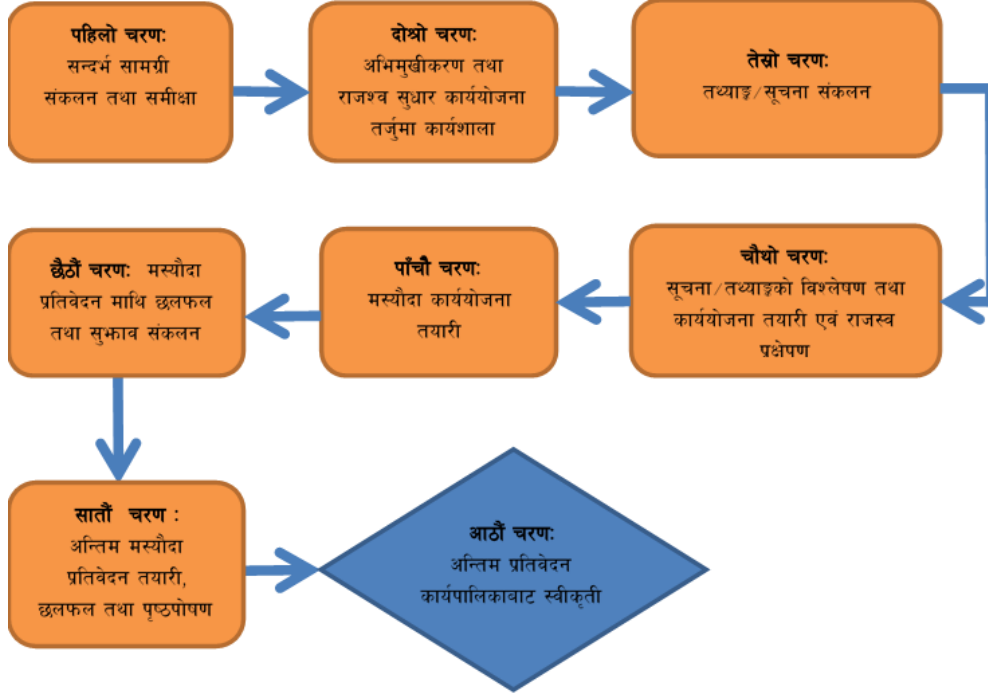 पहिलो चरण:
सन्दर्भ सामग्री
संकलन तथा समीक्षा
दोश्रो चरण:
अभिमुखीकरण तथा
राजश्व सुधार कार्ययोजना
तर्जुमा कार्यशाला
तेस्रो चरण:
तथ्याङ्क/सूचना संकलन
चौथो चरण:
सूचना/तथ्याङ्कको विश्लेषण तथा
कार्ययोजना तयारी एवं राजस्व
प्रक्षेपण
पाँचौ चरण:
मस्यौदा कार्ययोजना
तयारी
छैठौं चरण: मस्यौदा
प्रतिवेदन माथि छलफल
तथा सुझाव संकलन
सातौं चरण :
अन्तिम मस्यौदा
प्रतिवेदन तयारी,
छलफल तथा पृष्ठपोषण
आठौं चरण:
अन्तिम प्रतिवेदन
कार्यपालिकाबाट स्वीकृती